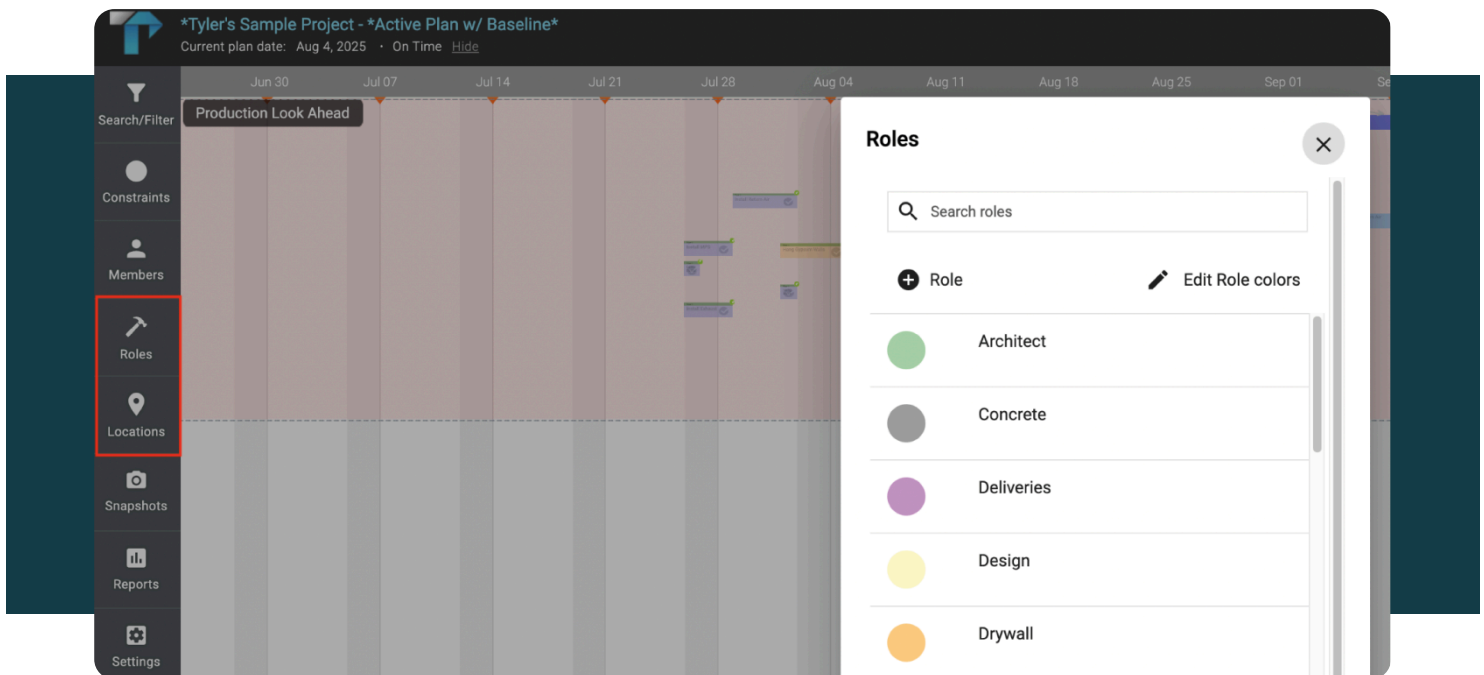 *Tyler's Sample Project - *Active Plan w/ Baseline*
Current plan date: Aug 4, 2025 · On Time Hide
Jun 30 Jul 07 Jul 14 Jul 21 Jul 28 Aug 04 Aug 11 Aug 18 Aug 25 Sep 01
Search/Filter
Production Look Ahead
Constraints
Members
Roles
Locations
Snapshots
Reports
Settings
Roles
Search roles
Role Edit Role colors
Architect
Concrete
Deliveries
Design
Drywall